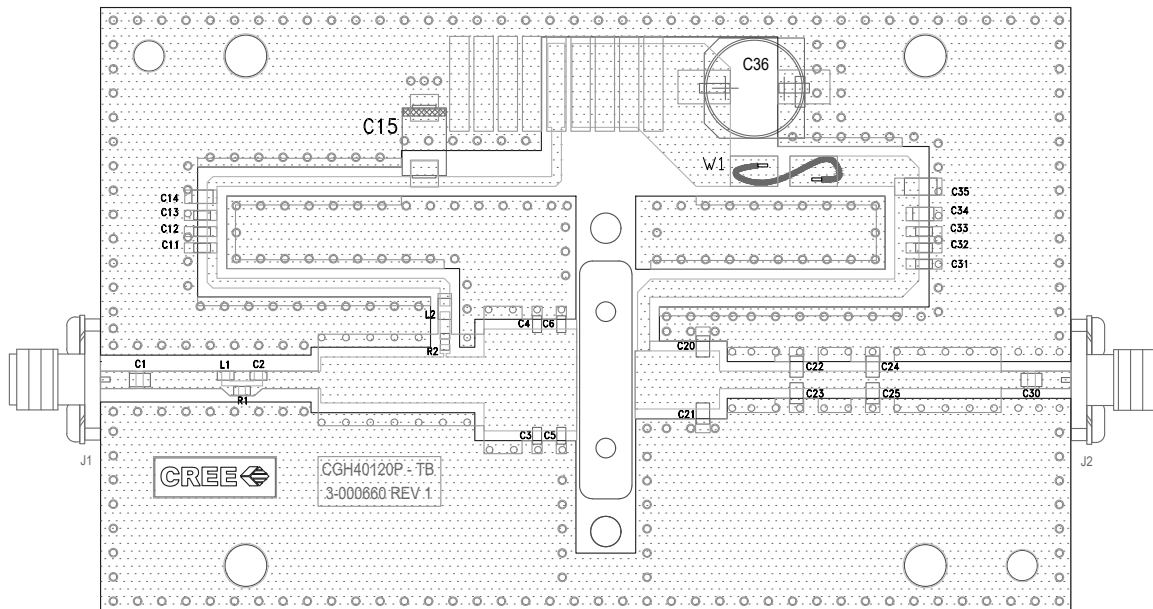 C36
C15
W1
C14
C13
C12
C11
C35
C34
C33
C32
C31
L2
R2
C4 C6
C20
C1
L1 C2
R1
C22 C24
C23 C25
C30
C21
C3 C5
J1
J2
CREE
CGH40120P - TB
3-000660 REV 1